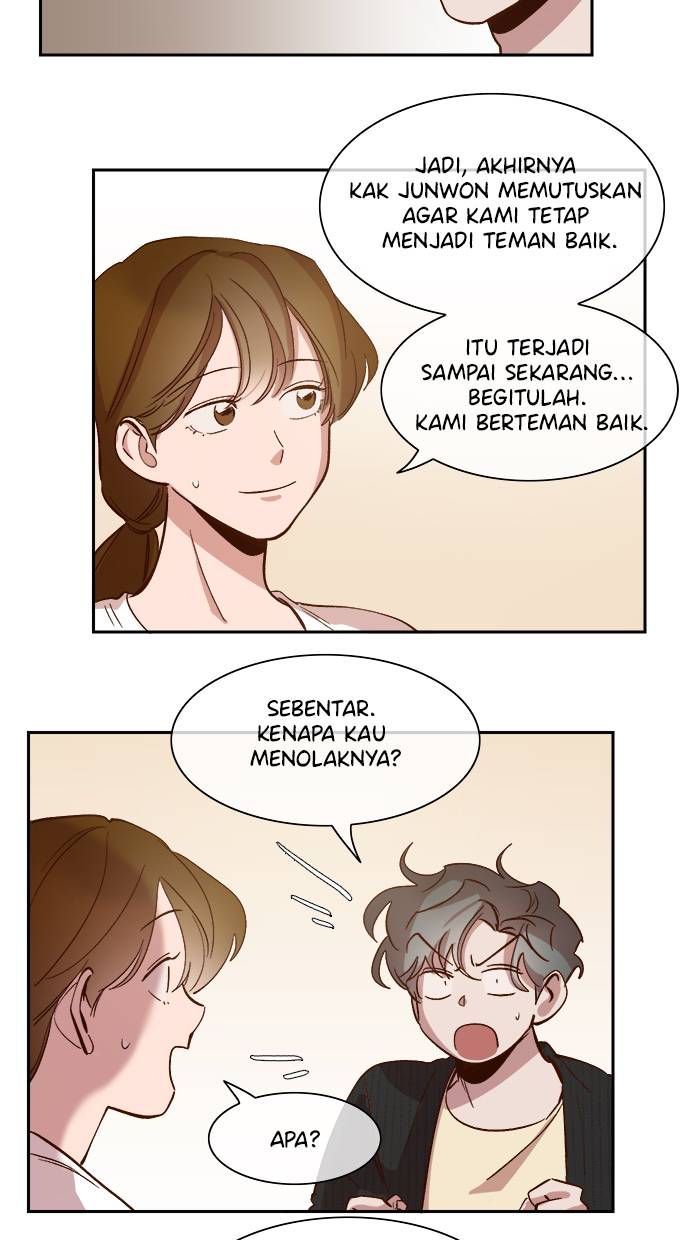 JADI, AKHIRNYA
KAK JUNWON MEMUTUSKAN
AGAR KAMI TETAP
MENJADI TEMAN BAIK.
ITU TERJADI
SAMPAI SEKARANG...
BEGITULAH.
KAMI BERTEMAN BAIK.
SEBENTAR.
KENAPA KAU
MENOLAKNYA?
APA?